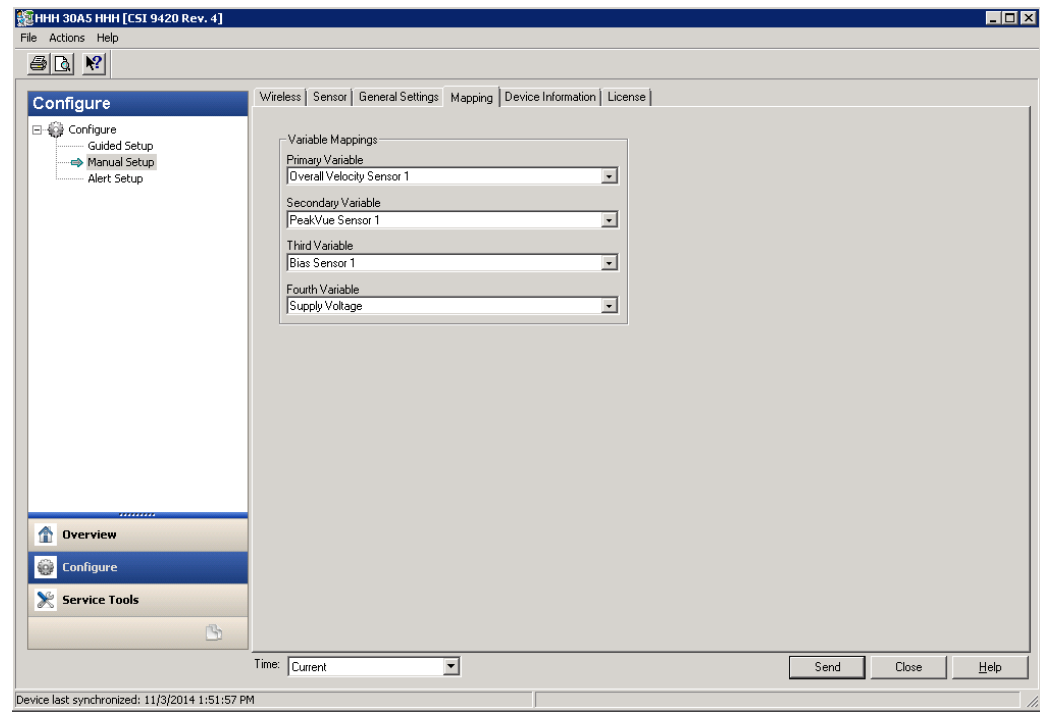 HHH 30A5 HHH [CSI 9420 Rev. 4]
File Actions Help
Configure
Configure
Guided Setup
Manual Setup
Alert Setup
Overview
Configure
Service Tools
Wireless Sensor General Settings Mapping Device Information License
Variable Mappings
Primary Variable
Overall Velocity Sensor 1
Secondary Variable
PeakVue Sensor 1
Third Variable
Bias Sensor 1
Fourth Variable
Supply Voltage
Time: Current Send Close Help
Device last synchronized: 11/3/2014 1:51:57 PM